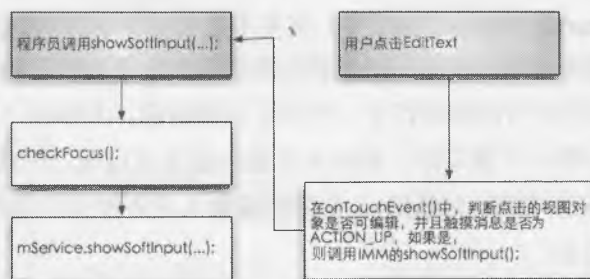 程序员调用showSoftInput(...);
用户点击EditText
checkFocus();
mService.showSoftInput(...);
在onTouchEvent()中，判断点击的视图对
象是否可编辑，并且触摸消息是否为
ACTION_UP，如果是，
则调用IMM的showSoftInput();